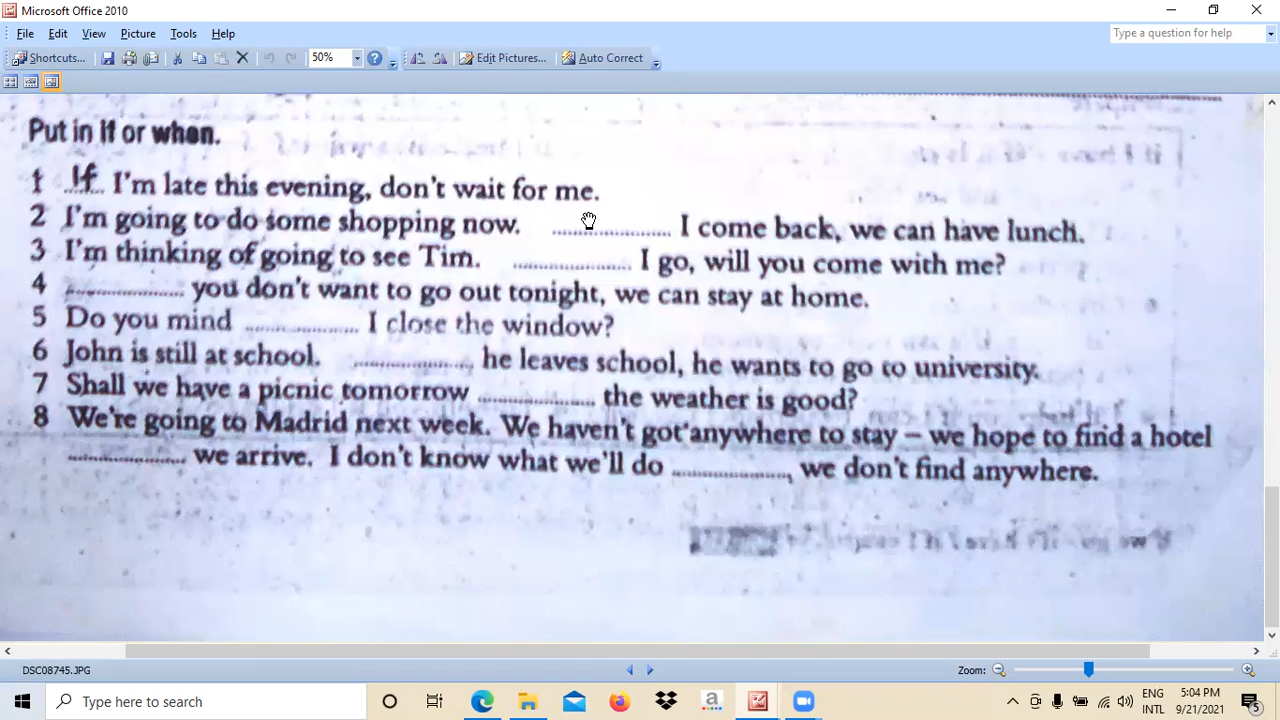 Microsoft Office 2010
File Edit View Picture Tools Help
Type a question for help
Shortcuts... 50% Edit Pictures... Auto Correct
Put in if or when.
1 ..If.. I'm late this evening, don't wait for me.
2 I'm going to do some shopping now. .................... I come back, we can have lunch.
3 I'm thinking of going to see Tim. .................... I go, will you come with me?
4 .................... you don't want to go out tonight, we can stay at home.
5 Do you mind .................... I close the window?
6 John is still at school. .................... he leaves school, he wants to go to university.
7 Shall we have a picnic tomorrow .................... the weather is good?
8 We're going to Madrid next week. We haven't got anywhere to stay – we hope to find a hotel
.................... we arrive. I don't know what we'll do .................... we don't find anywhere.
DSC08745.JPG
Zoom:
Type here to search
ENG 5:04 PM
INTL 9/21/2021
5